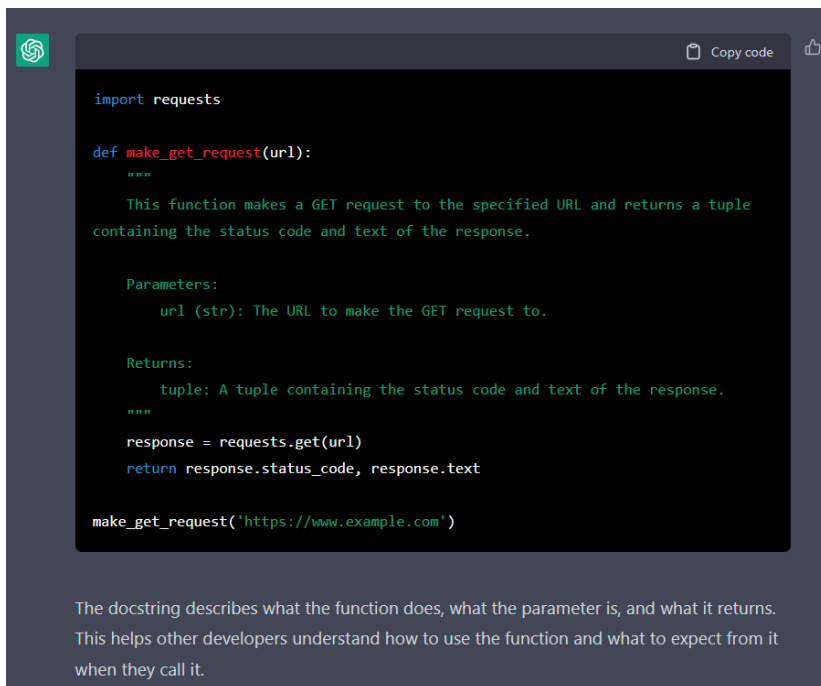 Copy code
import requests
def make_get_request(url):
    """
    This function makes a GET request to the specified URL and returns a tuple
containing the status code and text of the response.
    Parameters:
        url (str): The URL to make the GET request to.
    Returns:
        tuple: A tuple containing the status code and text of the response.
    """
    response = requests.get(url)
    return response.status_code, response.text
make_get_request('https://www.example.com')
The docstring describes what the function does, what the parameter is, and what it returns.
This helps other developers understand how to use the function and what to expect from it
when they call it.